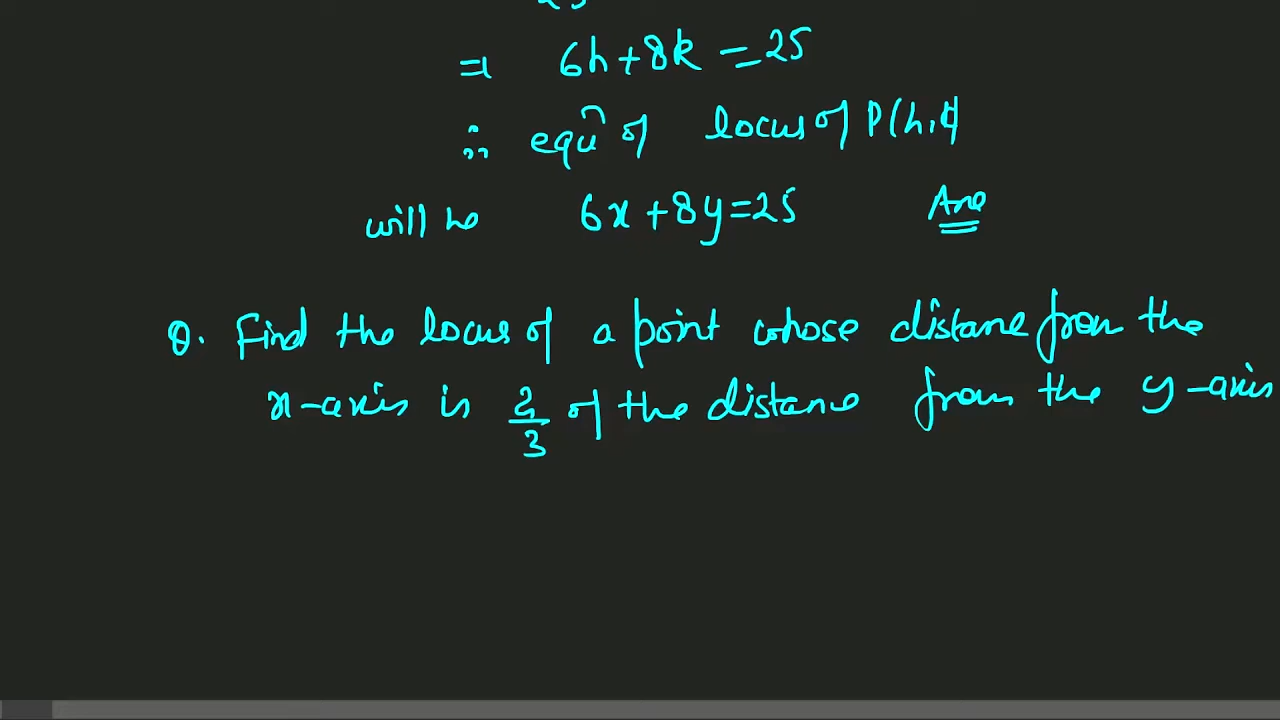 ⇒ 6h+8k = 25
∴ equⁿ of locus of P(h,k)
will be 6x+8y=25 Ans
Q. Find the locus of a point whose distane from the
x-axis is 2/3 of the distance from the y-axis